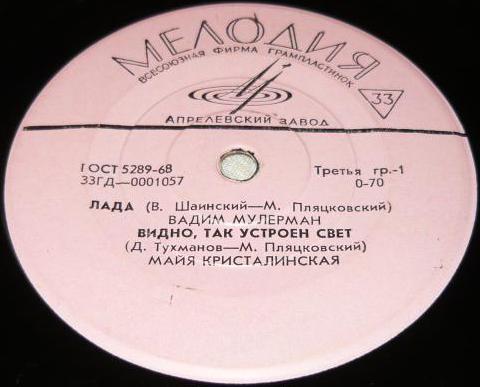 МЕЛОДИЯ
ВСЕСОЮЗНАЯ ФИРМА ГРАМПЛАСТИНОК
33
АПРЕЛЕВСКИЙ ЗАВОД
ГОСТ 5289-68
Третья гр.-1
33ГД—0001057
0-70
ЛАДА (В. Шаинский—М. Пляцковский)
ВАДИМ МУЛЕРМАН
ВИДНО, ТАК УСТРОЕН СВЕТ
(Д. Тухманов—М. Пляцковский)
МАЙЯ КРИСТАЛИНСКАЯ